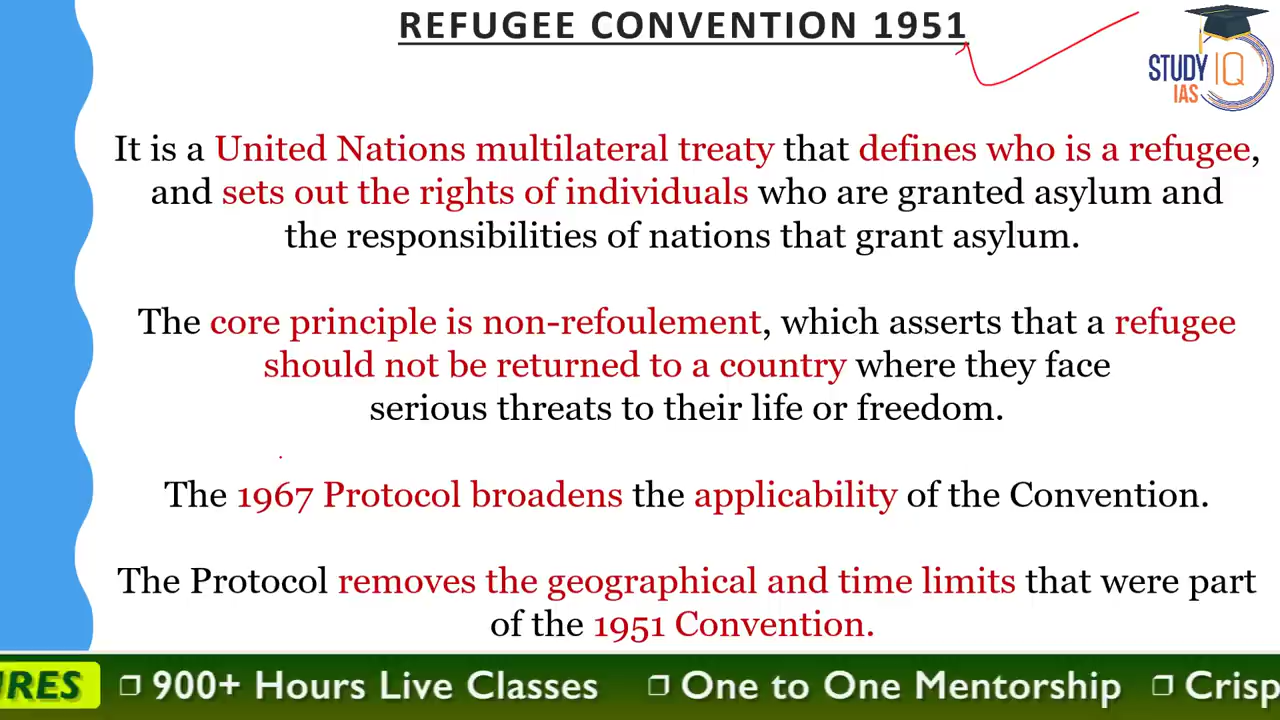 REFUGEE CONVENTION 1951
STUDY IQ
IAS
It is a United Nations multilateral treaty that defines who is a refugee,
and sets out the rights of individuals who are granted asylum and
the responsibilities of nations that grant asylum.
The core principle is non-refoulement, which asserts that a refugee
should not be returned to a country where they face
serious threats to their life or freedom.
The 1967 Protocol broadens the applicability of the Convention.
The Protocol removes the geographical and time limits that were part
of the 1951 Convention.
URES ❐ 900+ Hours Live Classes ❐ One to One Mentorship ❐ Crisp